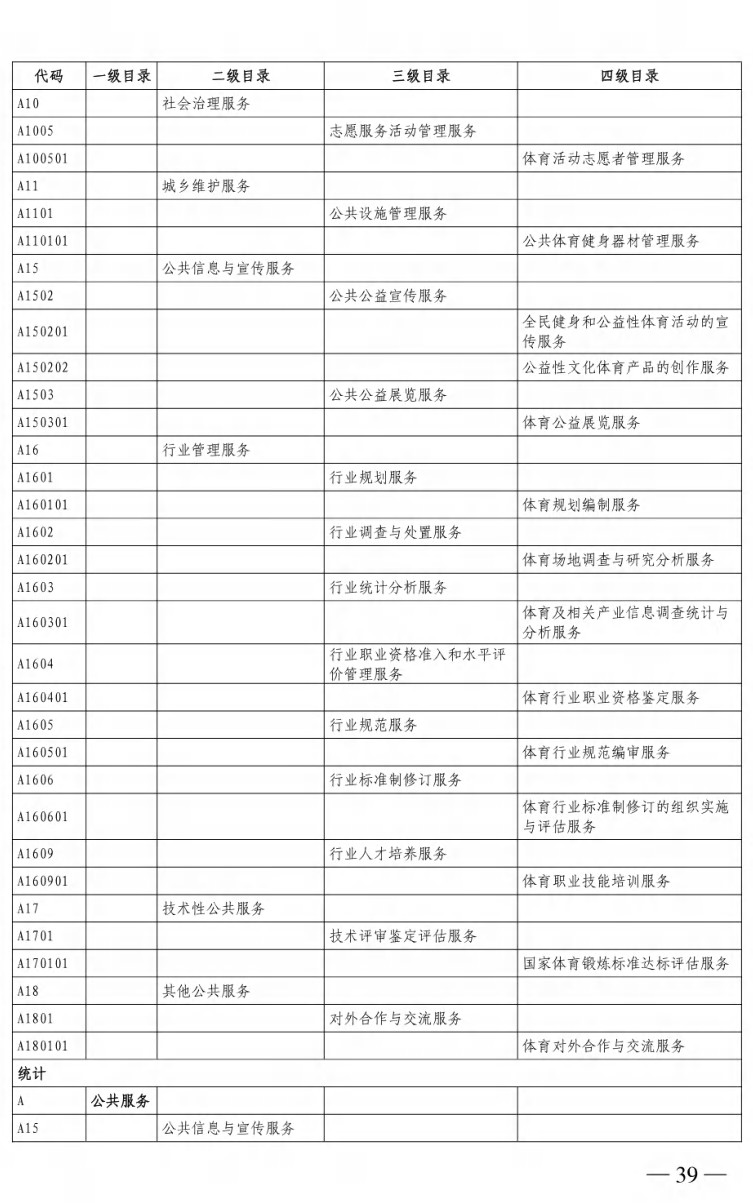 代码 一级目录 二级目录 三级目录 四级目录
A10 社会治理服务
A1005 志愿服务活动管理服务
A100501 体育活动志愿者管理服务
A11 城乡维护服务
A1101 公共设施管理服务
A110101 公共体育健身器材管理服务
A15 公共信息与宣传服务
A1502 公共公益宣传服务
A150201 全民健身和公益性体育活动的宣
传服务
A150202 公益性文化体育产品的创作服务
A1503 公共公益展览服务
A150301 体育公益展览服务
A16 行业管理服务
A1601 行业规划服务
A160101 体育规划编制服务
A1602 行业调查与处置服务
A160201 体育场地调查与研究分析服务
A1603 行业统计分析服务
A160301 体育及相关产业信息调查统计与
分析服务
A1604 行业职业资格准入和水平评
价管理服务
A160401 体育行业职业资格鉴定服务
A1605 行业规范服务
A160501 体育行业规范编审服务
A1606 行业标准制修订服务
A160601 体育行业标准制修订的组织实施
与评估服务
A1609 行业人才培养服务
A160901 体育职业技能培训服务
A17 技术性公共服务
A1701 技术评审鉴定评估服务
A170101 国家体育锻炼标准达标评估服务
A18 其他公共服务
A1801 对外合作与交流服务
A180101 体育对外合作与交流服务
统计
A 公共服务
A15 公共信息与宣传服务
— 39 —